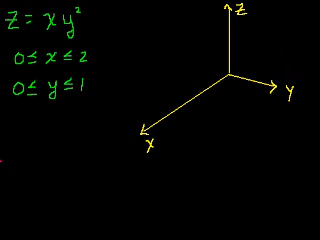 z = xy²
0 ≤ x ≤ 2
0 ≤ y ≤ 1
z
y
x